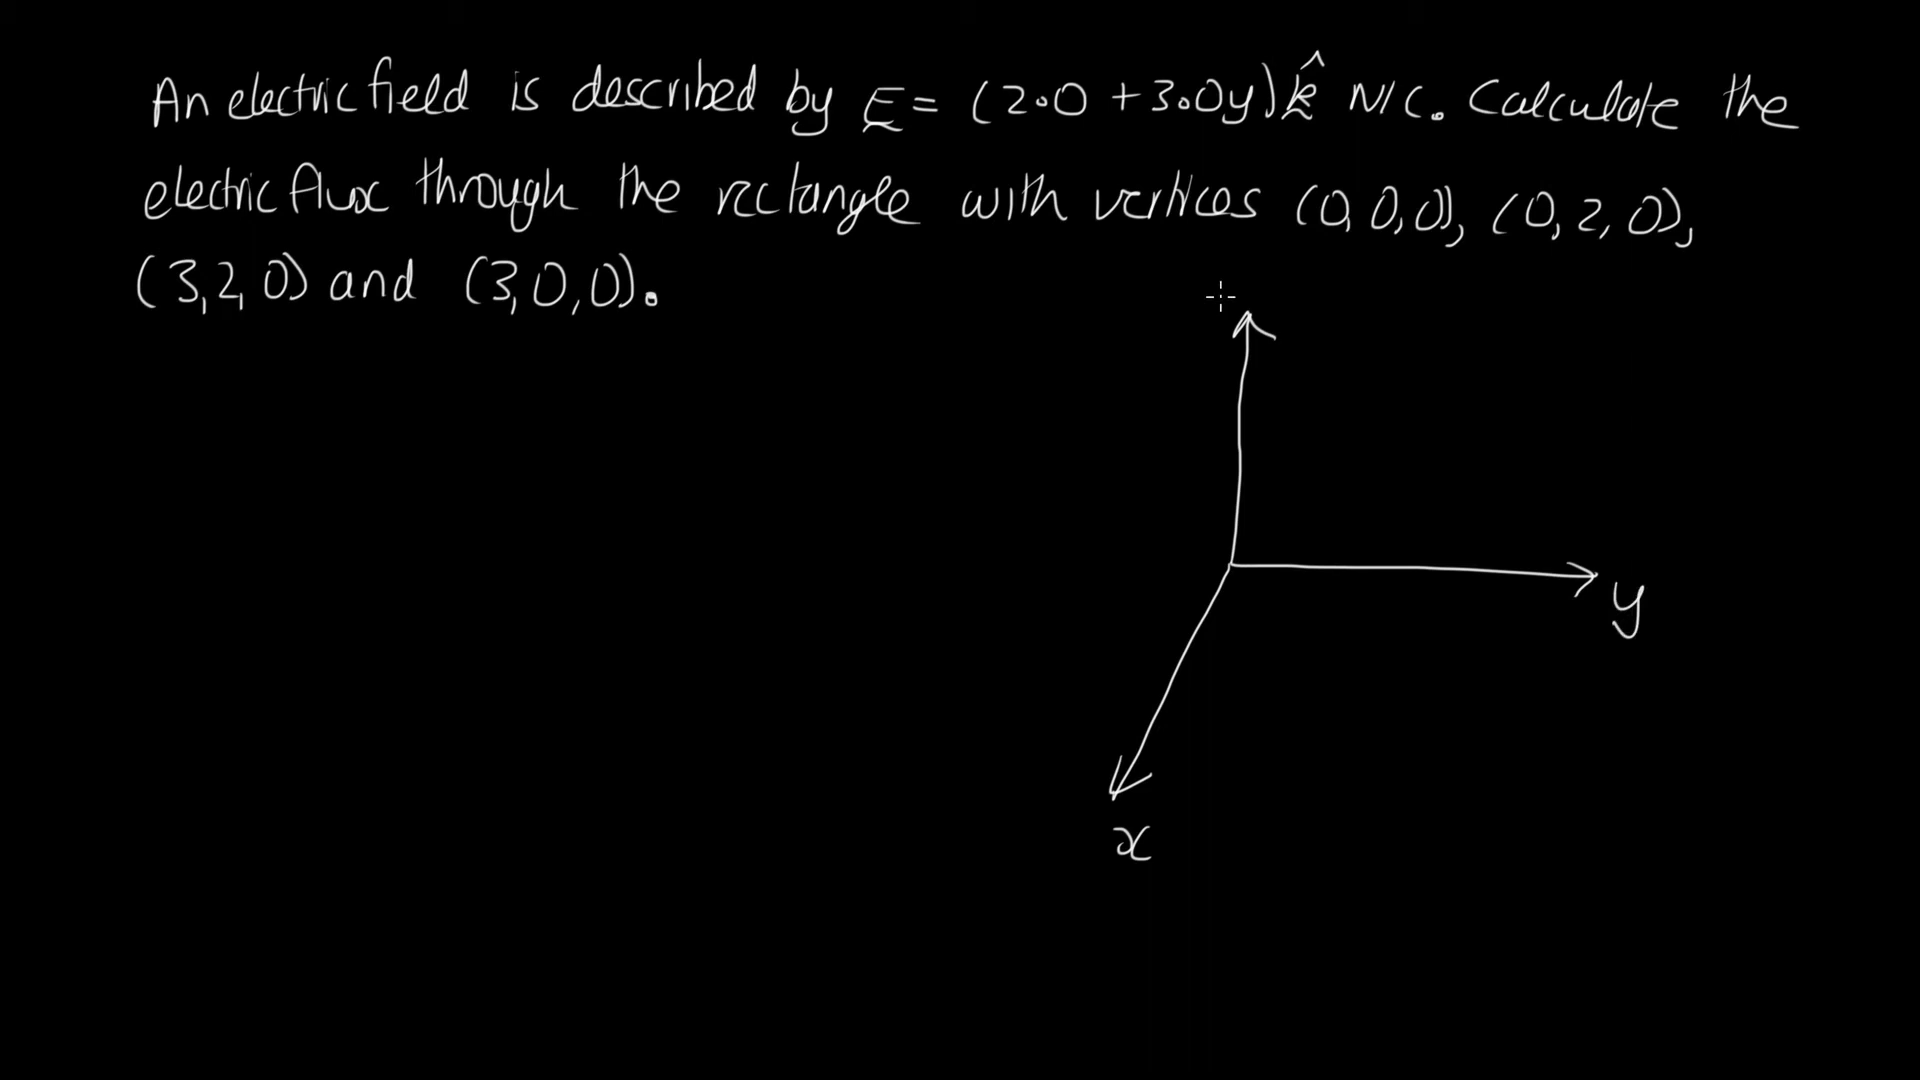 An electric field is described by E = (2.0 + 3.0y)k̂ N/C. Calculate the
electric flux through the rectangle with vertices (0,0,0), (0,2,0),
(3,2,0) and (3,0,0).
y
x